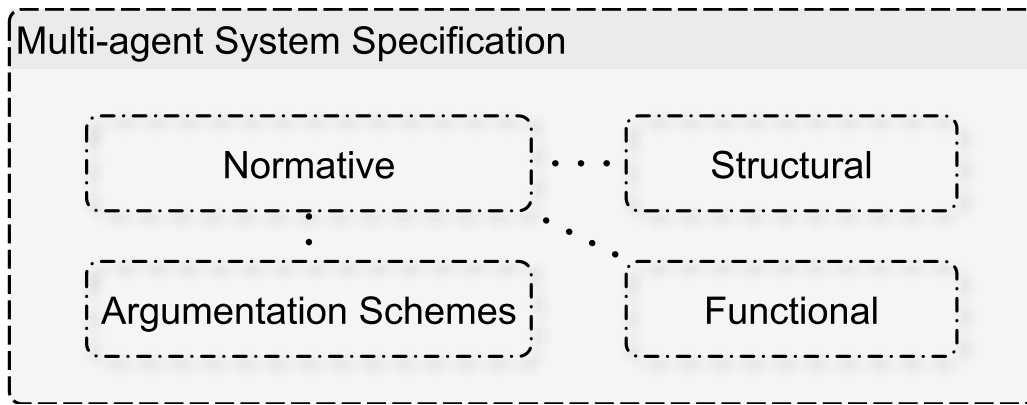 Multi-agent System Specification
Normative
Structural
Argumentation Schemes
Functional